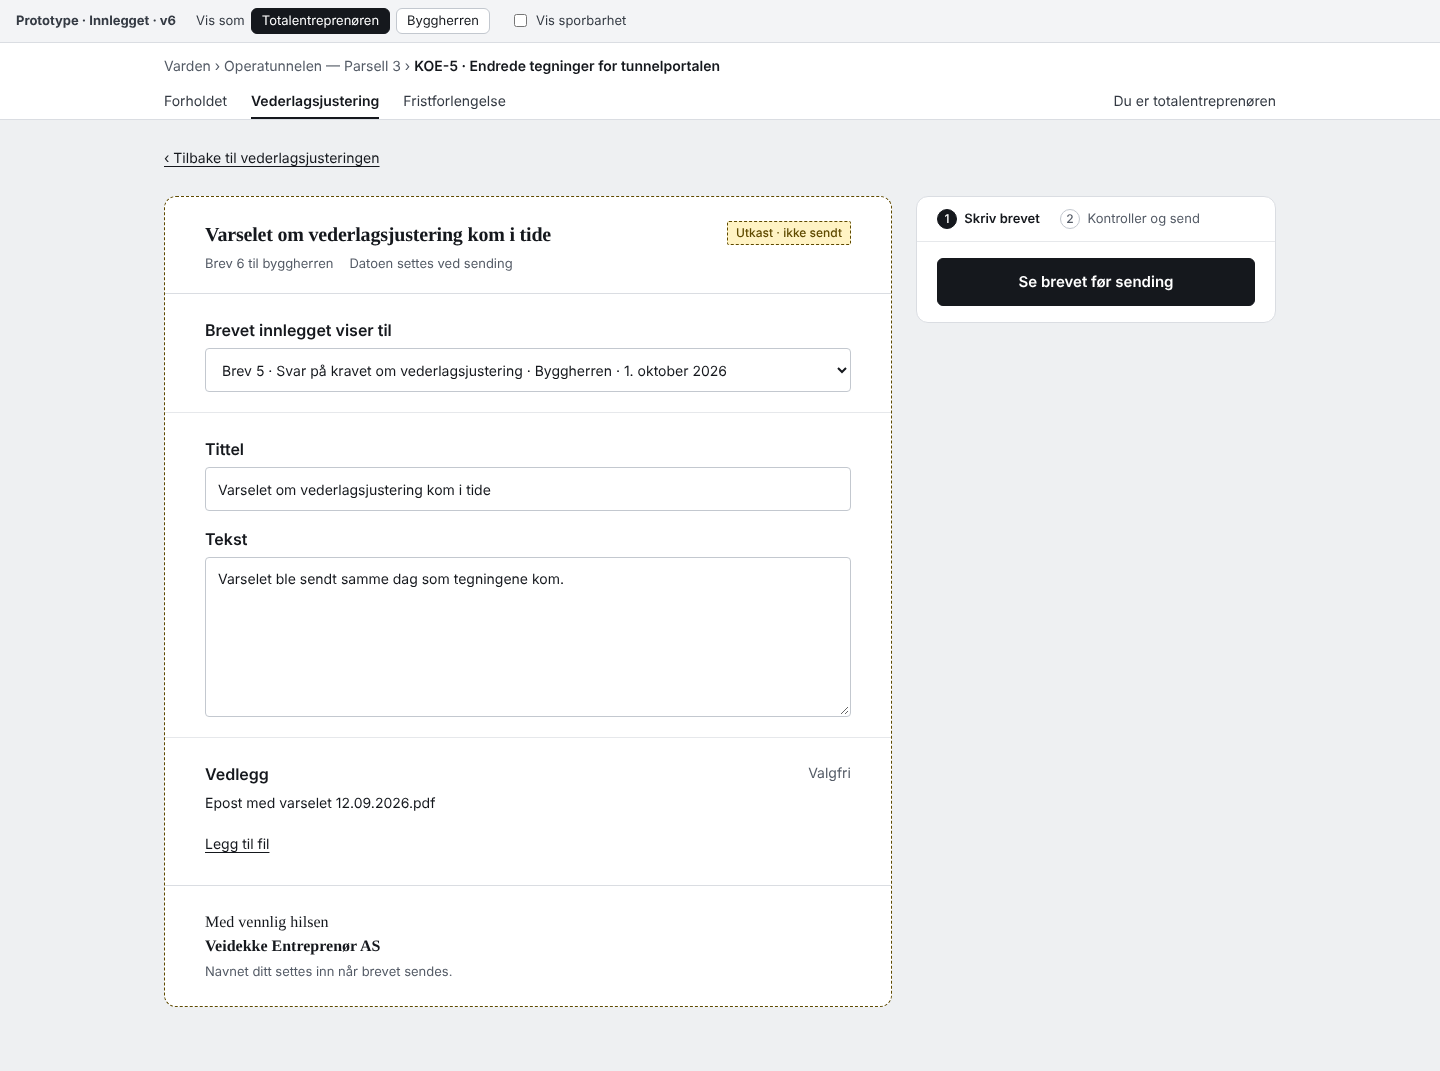 Prototype · Innlegget · v6 Vis som Totalentreprenøren Byggherren Vis sporbarhet
Varden › Operatunnelen — Parsell 3 › KOE-5 · Endrede tegninger for tunnelportalen
Forholdet Vederlagsjustering Fristforlengelse Du er totalentreprenøren
‹ Tilbake til vederlagsjusteringen
Varselet om vederlagsjustering kom i tide
Utkast · ikke sendt
Brev 6 til byggherren Datoen settes ved sending
Brevet innlegget viser til
Brev 5 · Svar på kravet om vederlagsjustering · Byggherren · 1. oktober 2026
Tittel
Varselet om vederlagsjustering kom i tide
Tekst
Varselet ble sendt samme dag som tegningene kom.
Vedlegg Valgfri
Epost med varselet 12.09.2026.pdf
Legg til fil
Med vennlig hilsen
Veidekke Entreprenør AS
Navnet ditt settes inn når brevet sendes.
1 Skriv brevet 2 Kontroller og send
Se brevet før sending